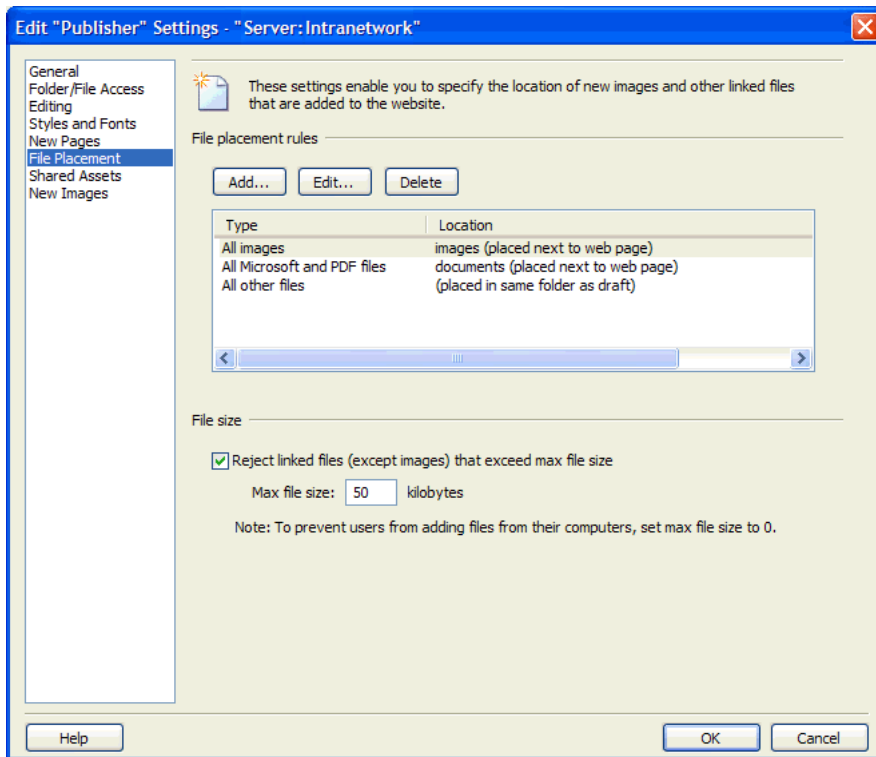 Edit "Publisher" Settings - "Server:Intranetwork"
General
Folder/File Access
Editing
Styles and Fonts
New Pages
File Placement
Shared Assets
New Images
These settings enable you to specify the location of new images and other linked files
that are added to the website.
File placement rules
Add... Edit... Delete
Type Location
All images images (placed next to web page)
All Microsoft and PDF files documents (placed next to web page)
All other files (placed in same folder as draft)
File size
Reject linked files (except images) that exceed max file size
Max file size: 50 kilobytes
Note: To prevent users from adding files from their computers, set max file size to 0.
Help OK Cancel